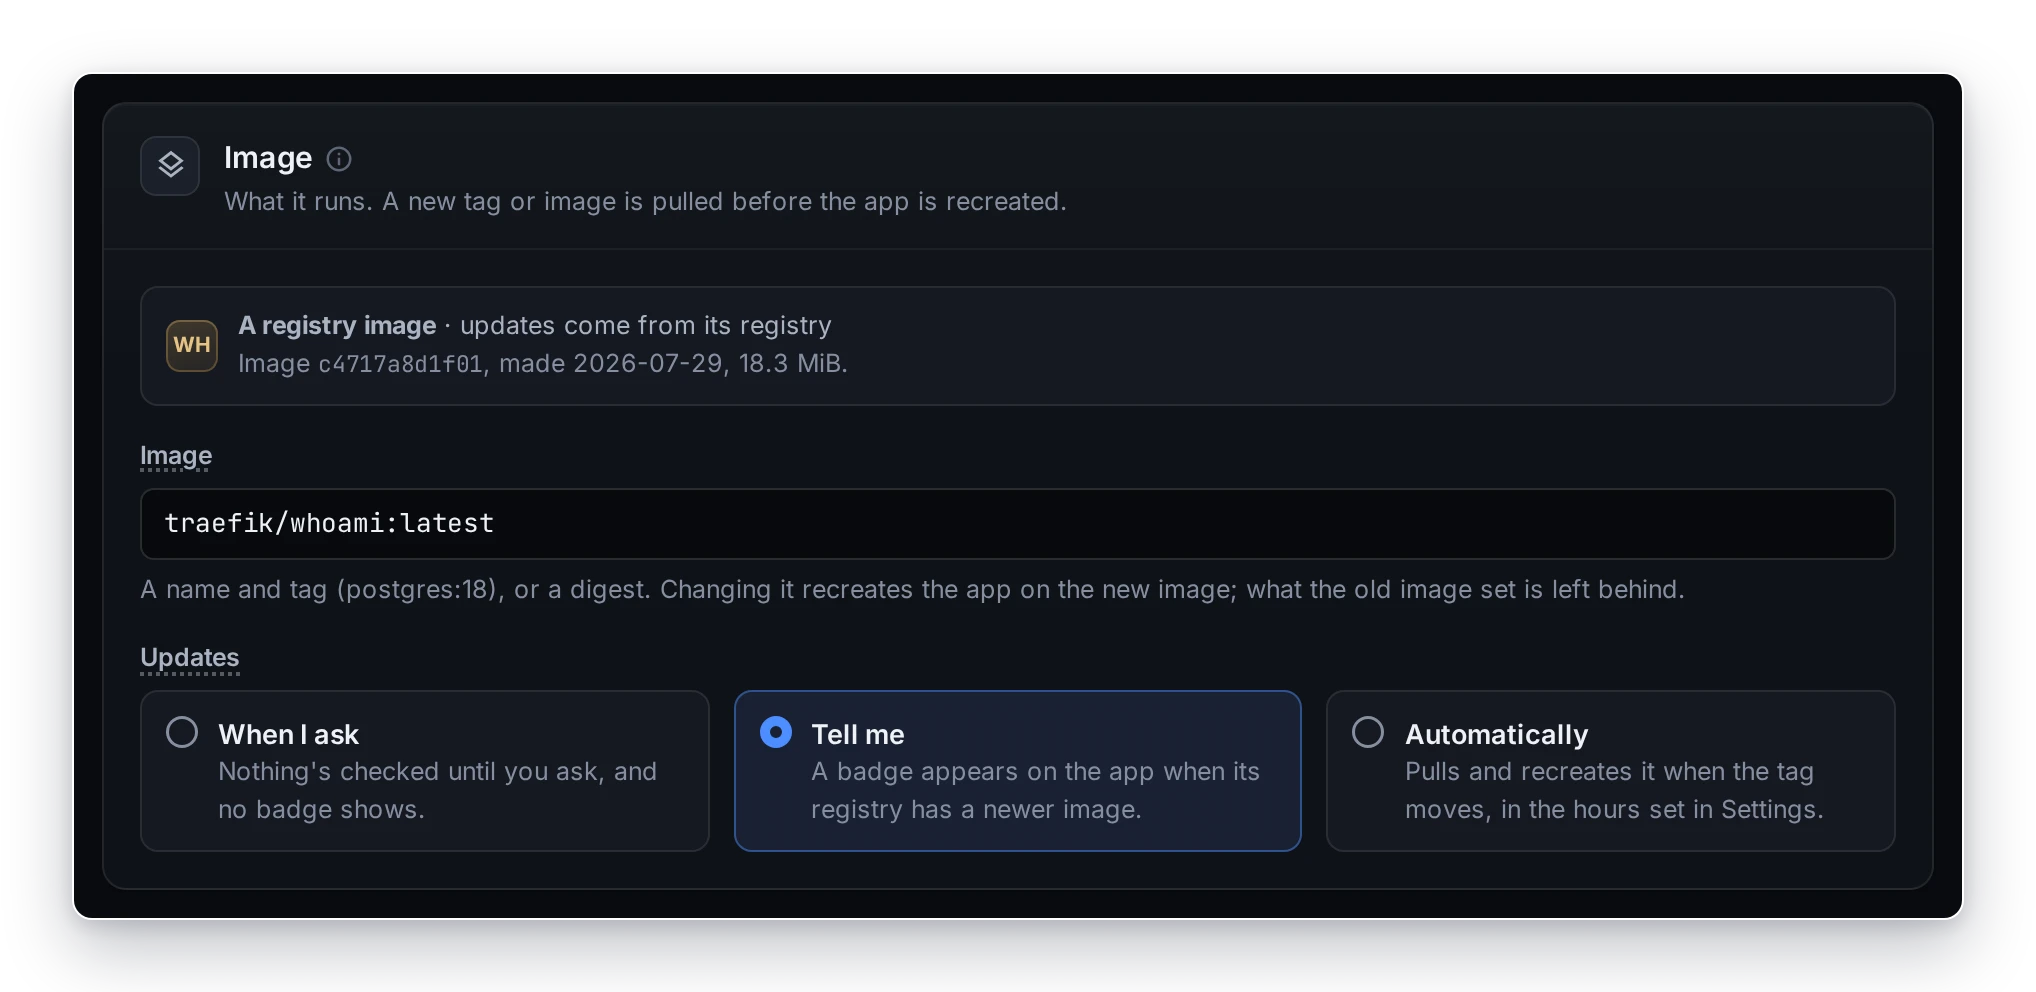 Image
What it runs. A new tag or image is pulled before the app is recreated.
WH
A registry image · updates come from its registry
Image c4717a8d1f01, made 2026-07-29, 18.3 MiB.
Image
traefik/whoami:latest
A name and tag (postgres:18), or a digest. Changing it recreates the app on the new image; what the old image set is left behind.
Updates
When I ask
Nothing's checked until you ask, and
no badge shows.
Tell me
A badge appears on the app when its
registry has a newer image.
Automatically
Pulls and recreates it when the tag
moves, in the hours set in Settings.